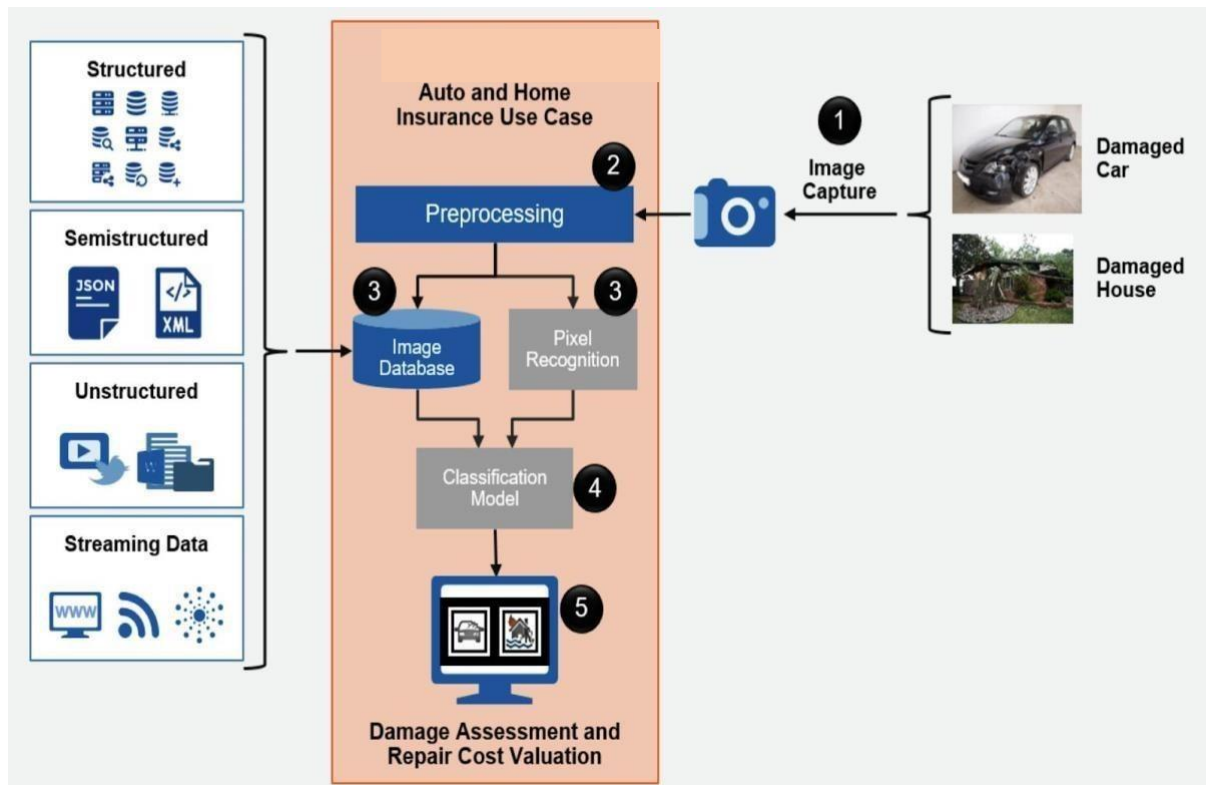 Structured
Semistructured
JSON
</>
XML
Unstructured
W
Streaming Data
WWW
Auto and Home
Insurance Use Case
2
Preprocessing
3
3
Image
Database
Pixel
Recognition
Classification
Model
4
5
Damage Assessment and
Repair Cost Valuation
1
Image
Capture
Damaged
Car
Damaged
House